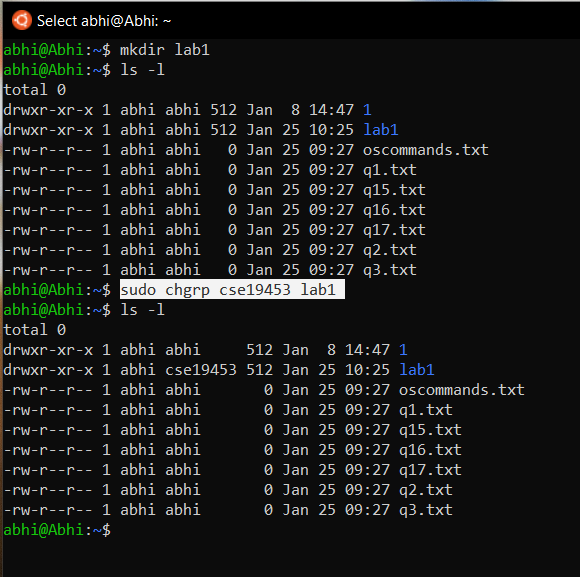 Select abhi@Abhi: ~
abhi@Abhi:~$ mkdir lab1
abhi@Abhi:~$ ls -l
total 0
drwxr-xr-x 1 abhi abhi 512 Jan  8 14:47 1
drwxr-xr-x 1 abhi abhi 512 Jan 25 10:25 lab1
-rw-r--r-- 1 abhi abhi   0 Jan 25 09:27 oscommands.txt
-rw-r--r-- 1 abhi abhi   0 Jan 25 09:27 q1.txt
-rw-r--r-- 1 abhi abhi   0 Jan 25 09:27 q15.txt
-rw-r--r-- 1 abhi abhi   0 Jan 25 09:27 q16.txt
-rw-r--r-- 1 abhi abhi   0 Jan 25 09:27 q17.txt
-rw-r--r-- 1 abhi abhi   0 Jan 25 09:27 q2.txt
-rw-r--r-- 1 abhi abhi   0 Jan 25 09:27 q3.txt
abhi@Abhi:~$ sudo chgrp cse19453 lab1
abhi@Abhi:~$ ls -l
total 0
drwxr-xr-x 1 abhi abhi     512 Jan  8 14:47 1
drwxr-xr-x 1 abhi cse19453 512 Jan 25 10:25 lab1
-rw-r--r-- 1 abhi abhi       0 Jan 25 09:27 oscommands.txt
-rw-r--r-- 1 abhi abhi       0 Jan 25 09:27 q1.txt
-rw-r--r-- 1 abhi abhi       0 Jan 25 09:27 q15.txt
-rw-r--r-- 1 abhi abhi       0 Jan 25 09:27 q16.txt
-rw-r--r-- 1 abhi abhi       0 Jan 25 09:27 q17.txt
-rw-r--r-- 1 abhi abhi       0 Jan 25 09:27 q2.txt
-rw-r--r-- 1 abhi abhi       0 Jan 25 09:27 q3.txt
abhi@Abhi:~$